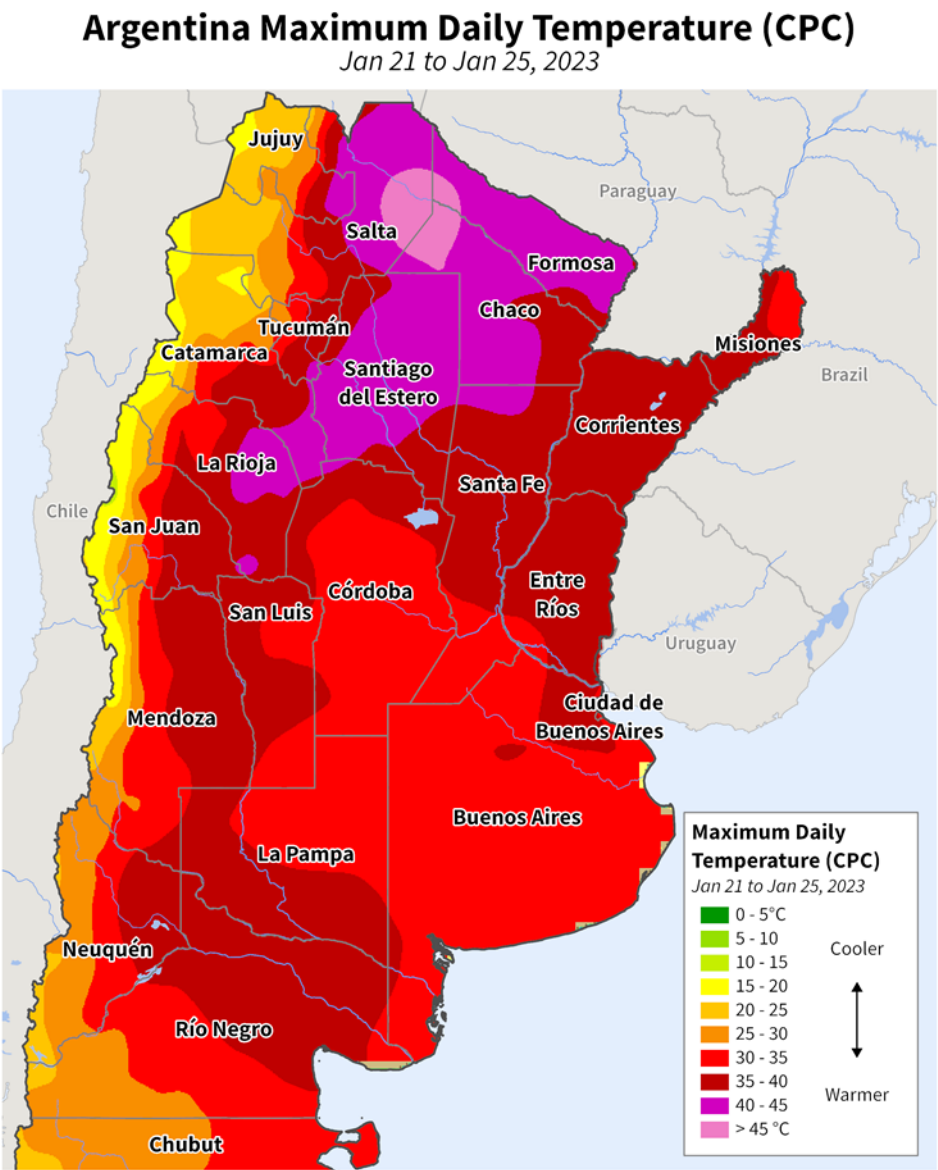 Argentina Maximum Daily Temperature (CPC)
Jan 21 to Jan 25, 2023
Jujuy
Paraguay
Salta
Formosa
Chaco
Tucumán
Misiones
Catamarca
Santiago
del Estero
Brazil
Corrientes
La Rioja
Santa Fe
Chile
San Juan
Entre
Ríos
Córdoba
San Luis
Uruguay
Ciudad de
Buenos Aires
Mendoza
Buenos Aires
La Pampa
Neuquén
Río Negro
Chubut
Maximum Daily
Temperature (CPC)
Jan 21 to Jan 25, 2023
0 - 5°C
5 - 10
10 - 15
15 - 20
20 - 25
25 - 30
30 - 35
35 - 40
40 - 45
> 45 °C
Cooler
Warmer